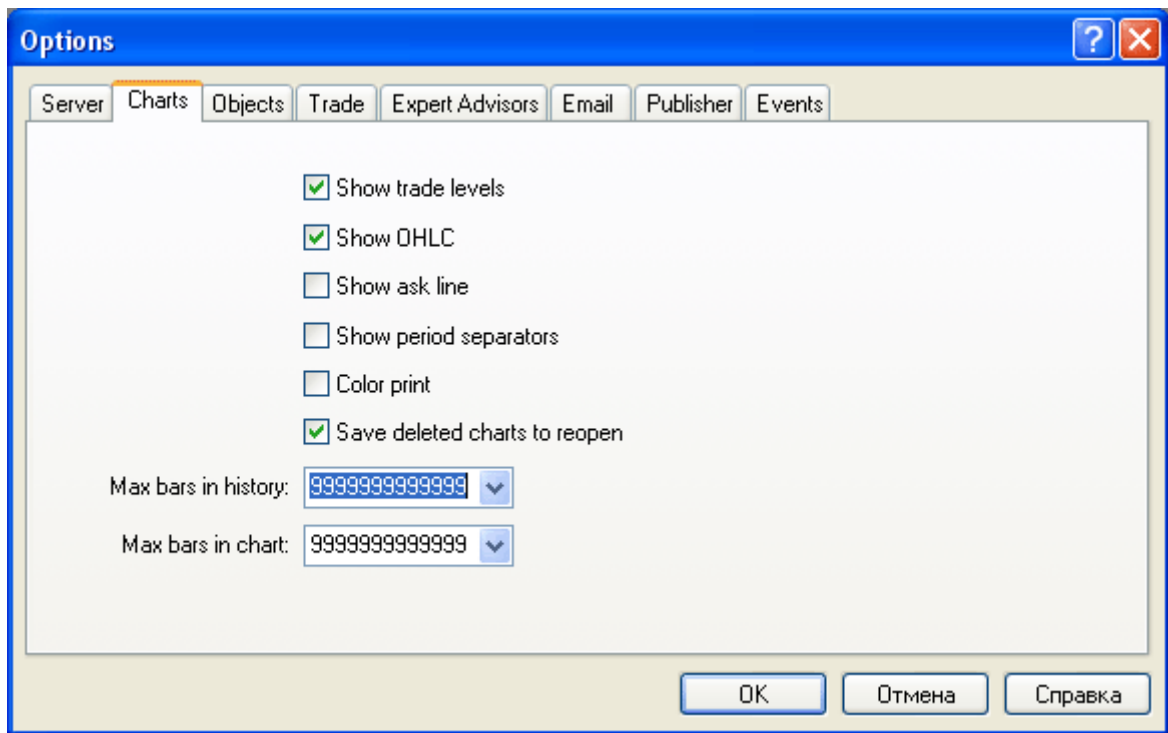 Options
Server Charts Objects Trade Expert Advisors Email Publisher Events
Show trade levels
Show OHLC
Show ask line
Show period separators
Color print
Save deleted charts to reopen
Max bars in history: 9999999999999
Max bars in chart: 9999999999999
OK Отмена Справка